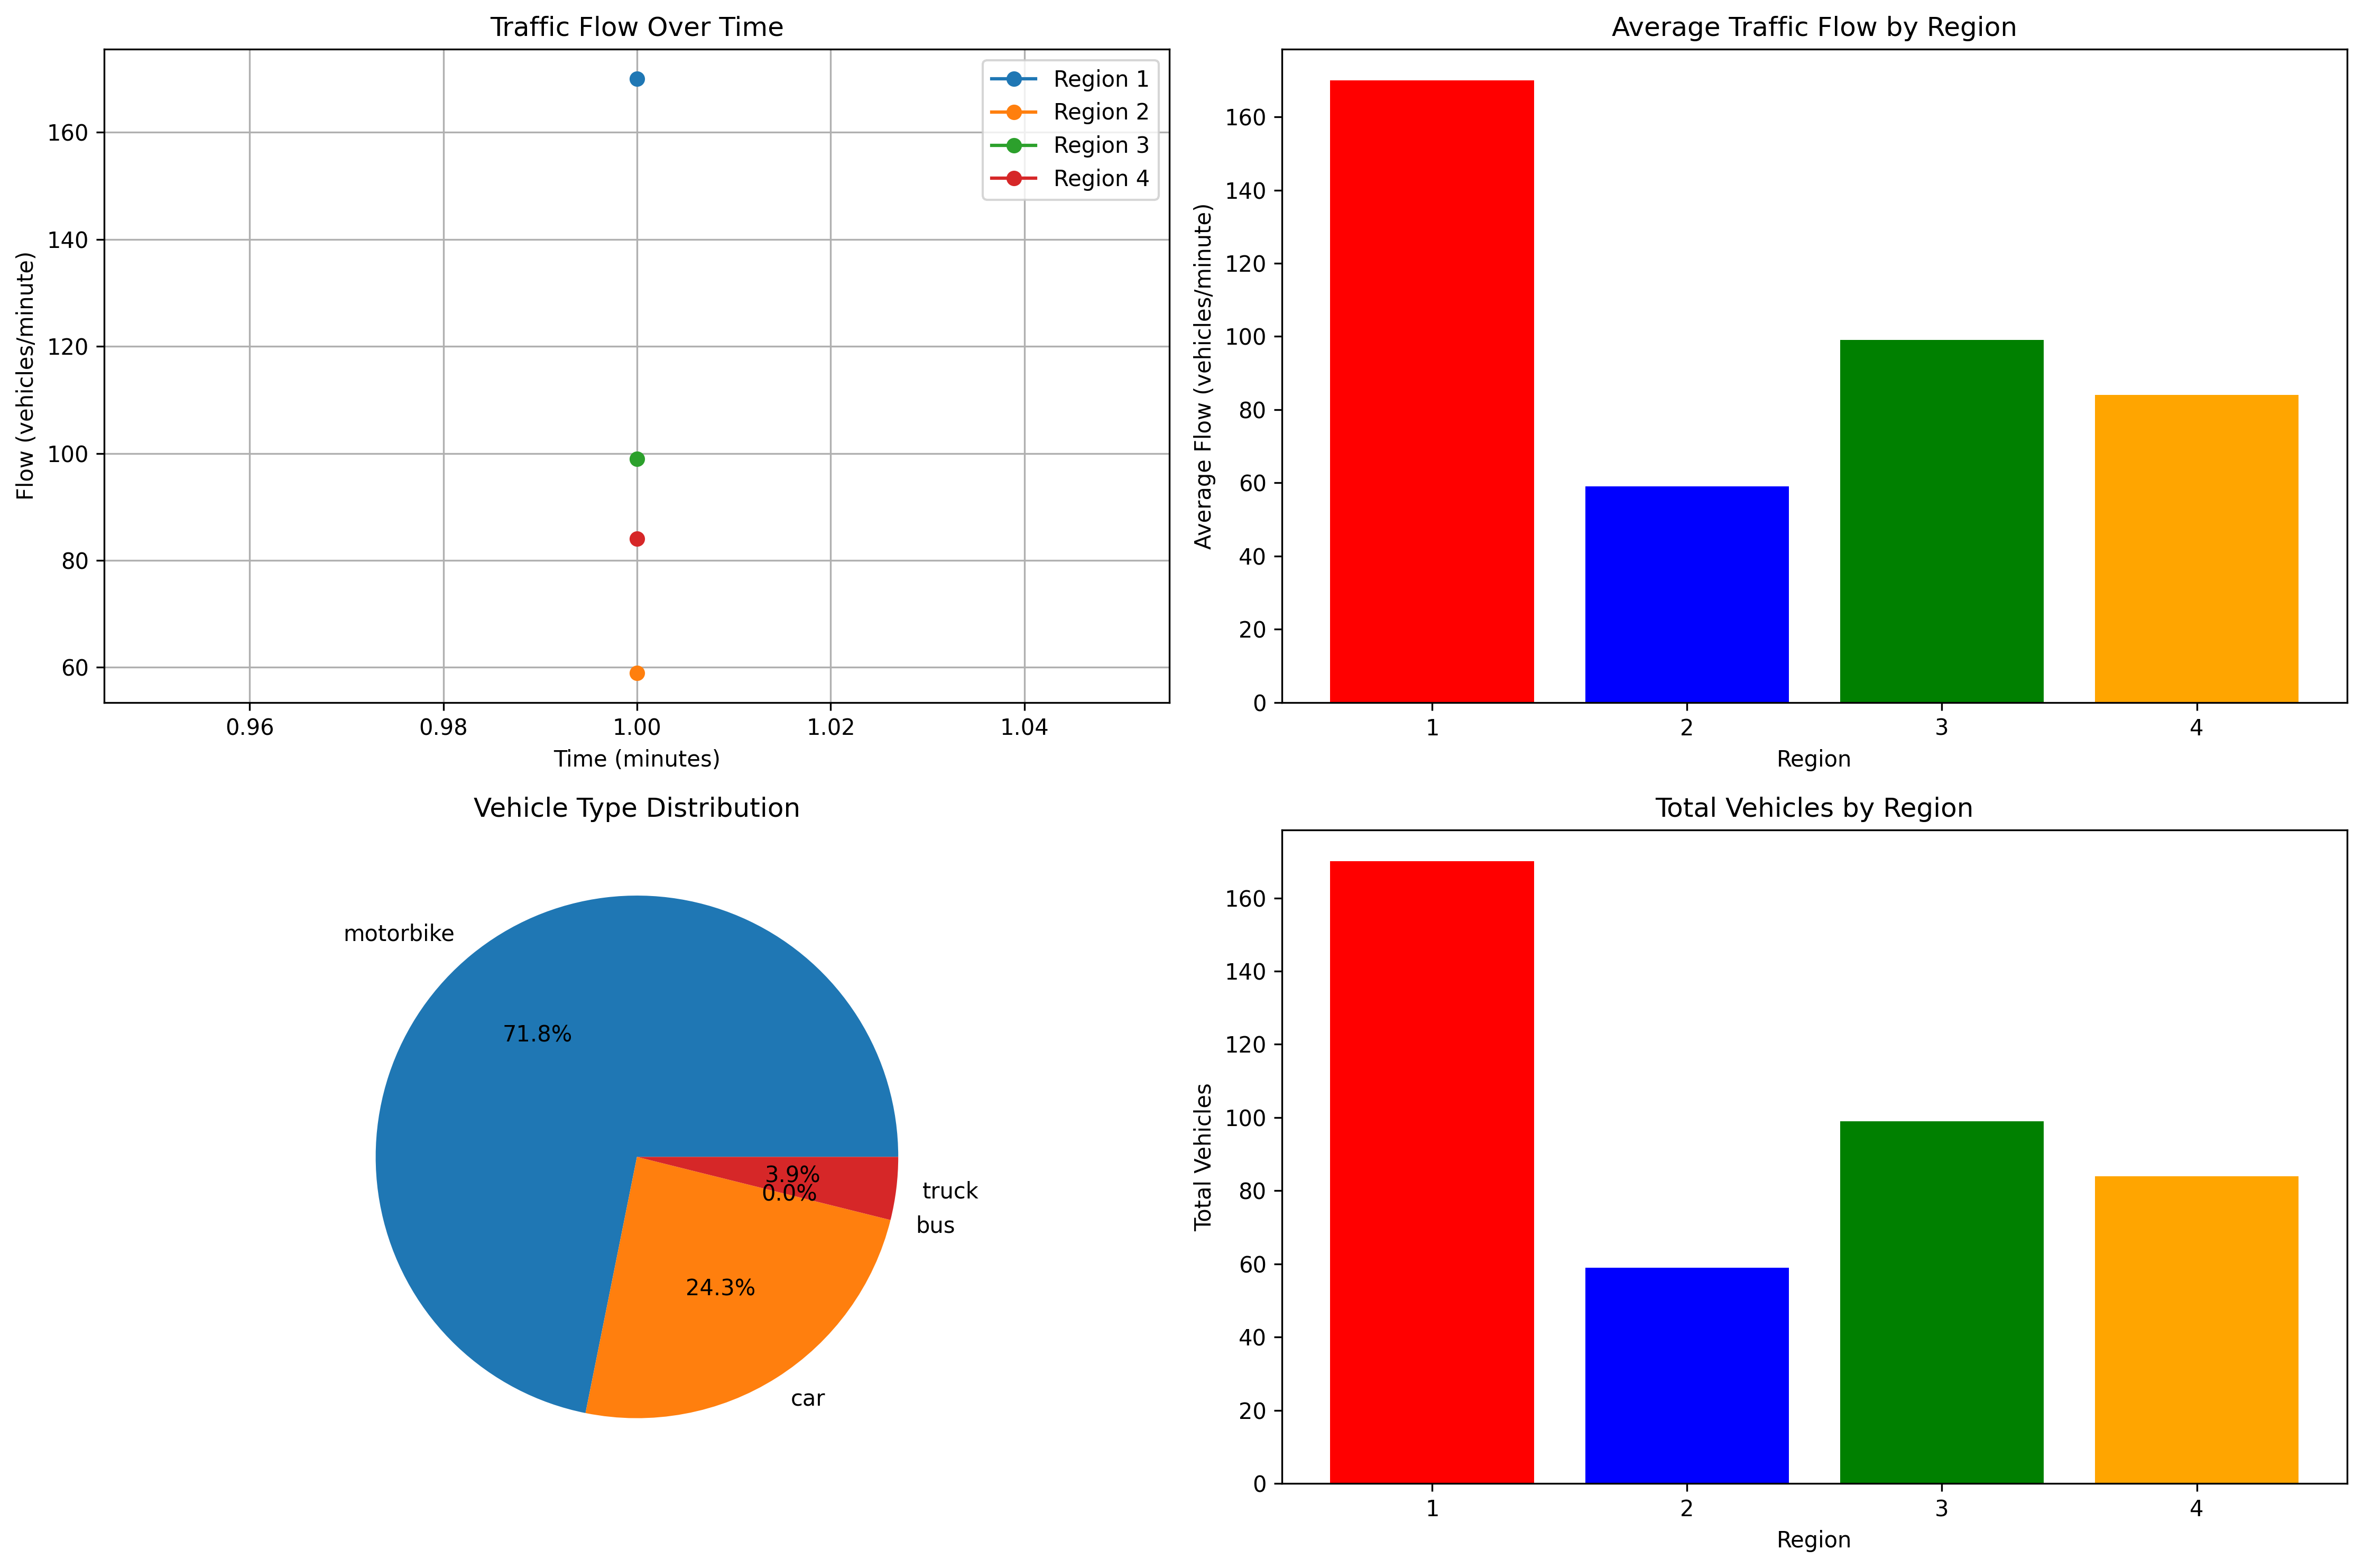 Traffic Flow Over Time
Flow (vehicles/minute)
160
140
120
100
80
60
0.96
0.98
1.00
1.02
1.04
Time (minutes)
Region 1
Region 2
Region 3
Region 4
Average Traffic Flow by Region
Average Flow (vehicles/minute)
160
140
120
100
80
60
40
20
0
1
2
3
4
Region
Vehicle Type Distribution
motorbike
71.8%
3.9%
0.0%
truck
bus
24.3%
car
Total Vehicles by Region
Total Vehicles
160
140
120
100
80
60
40
20
0
1
2
3
4
Region